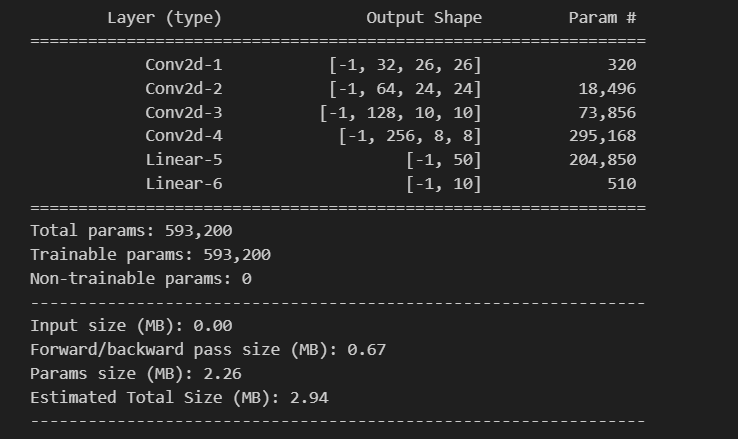 Layer (type) Output Shape Param #
================================================================
Conv2d-1 [-1, 32, 26, 26] 320
Conv2d-2 [-1, 64, 24, 24] 18,496
Conv2d-3 [-1, 128, 10, 10] 73,856
Conv2d-4 [-1, 256, 8, 8] 295,168
Linear-5 [-1, 50] 204,850
Linear-6 [-1, 10] 510
================================================================
Total params: 593,200
Trainable params: 593,200
Non-trainable params: 0
----------------------------------------------------------------
Input size (MB): 0.00
Forward/backward pass size (MB): 0.67
Params size (MB): 2.26
Estimated Total Size (MB): 2.94
----------------------------------------------------------------